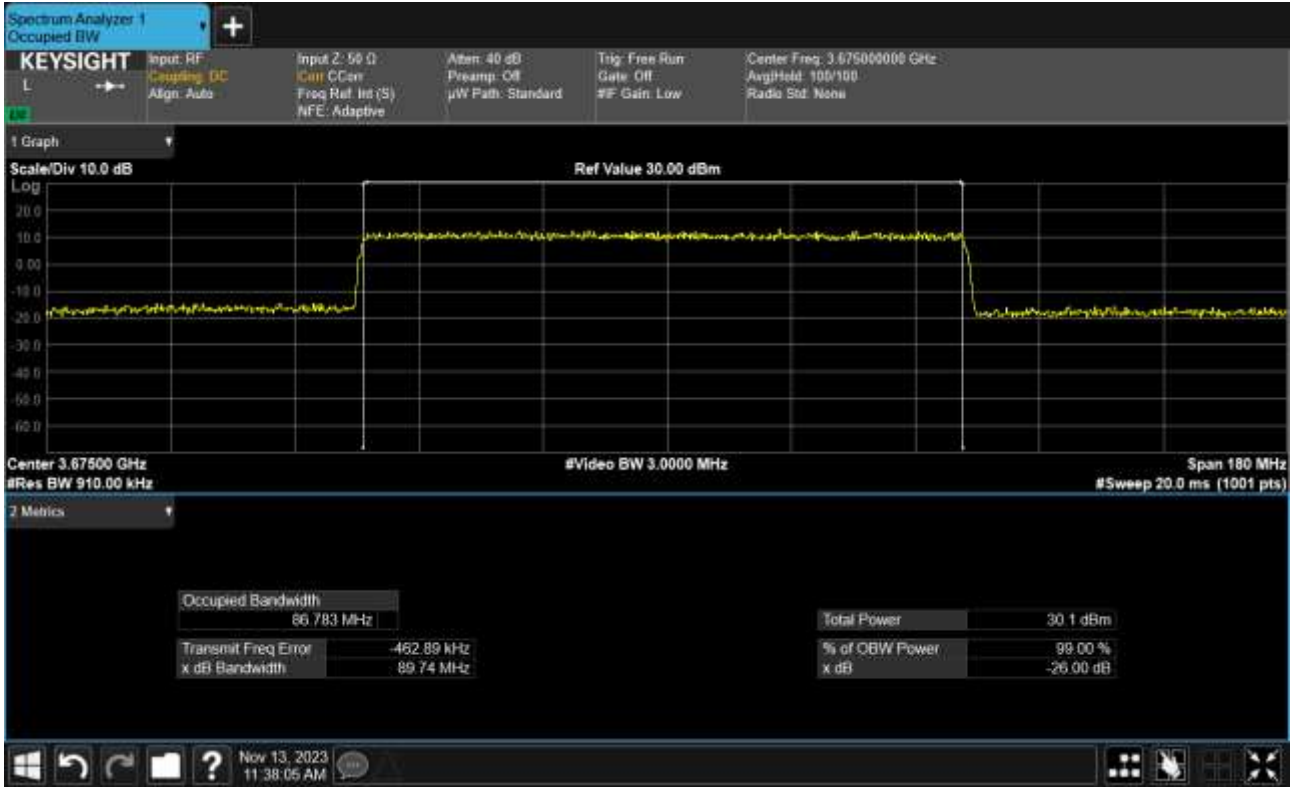 Spectrum Analyzer 1
Occupied BW
+
KEYSIGHT
L
Input: RF
Coupling: DC
Align: Auto
Input Z: 50 Ω
Corr CCorr
Freq Ref: Int (S)
NFE: Adaptive
Atten: 40 dB
Preamp: Off
µW Path: Standard
Trig: Free Run
Gate: Off
#IF Gain: Low
Center Freq: 3.675000000 GHz
Avg|Hold: 100/100
Radio Std: None
1 Graph
Scale/Div 10.0 dB
Ref Value 30.00 dBm
Log
20.0
10.0
0.00
-10.0
-20.0
-30.0
-40.0
-50.0
-60.0
Center 3.67500 GHz
#Video BW 3.0000 MHz
Span 180 MHz
#Res BW 910.00 kHz
#Sweep 20.0 ms (1001 pts)
2 Metrics
Occupied Bandwidth
86.783 MHz
Total Power 30.1 dBm
Transmit Freq Error -462.89 kHz
% of OBW Power 99.00 %
x dB Bandwidth 89.74 MHz
x dB -26.00 dB
?
Nov 13, 2023
11:38:05 AM